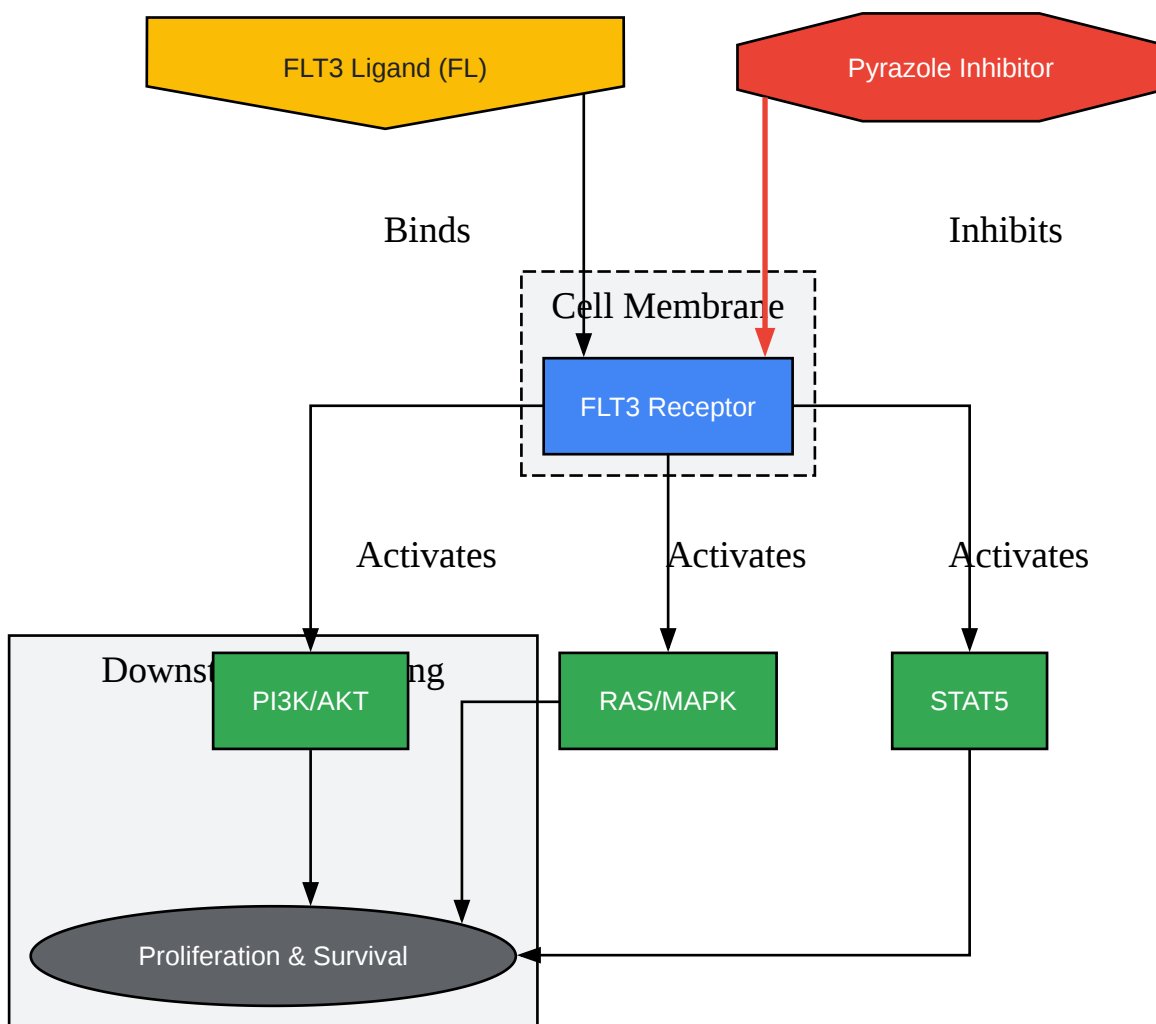 FLT3 Ligand (FL)
Pyrazole Inhibitor
Binds
Inhibits
Cell Membrane
FLT3 Receptor
Activates
Activates
Activates
PI3K/AKT
RAS/MAPK
STAT5
Proliferation & Survival